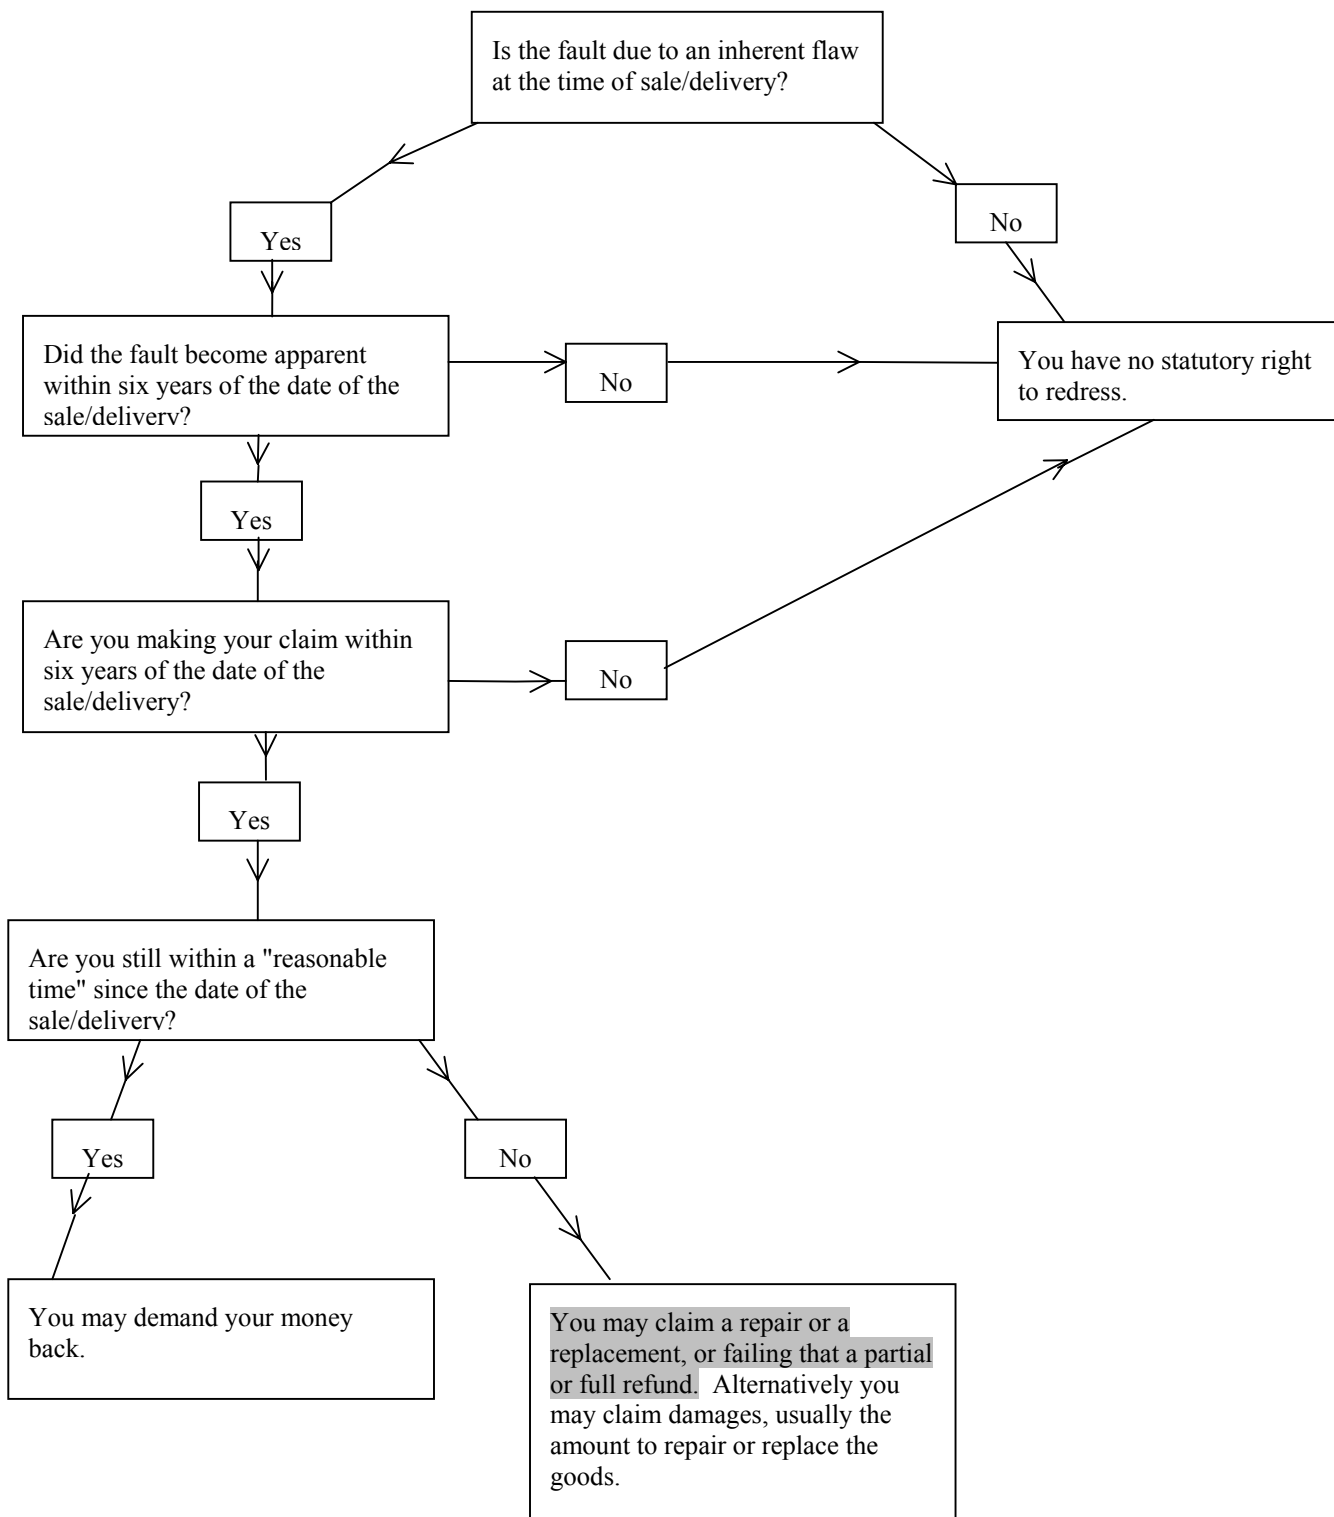 Is the fault due to an inherent flaw
at the time of sale/delivery?
Yes
No
Did the fault become apparent
within six years of the date of the
sale/delivery?
No
You have no statutory right
to redress.
Yes
Are you making your claim within
six years of the date of the
sale/delivery?
No
Yes
Are you still within a "reasonable
time" since the date of the
sale/delivery?
Yes
No
You may demand your money
back.
You may claim a repair or a
replacement, or failing that a partial
or full refund.  Alternatively you
may claim damages, usually the
amount to repair or replace the
goods.